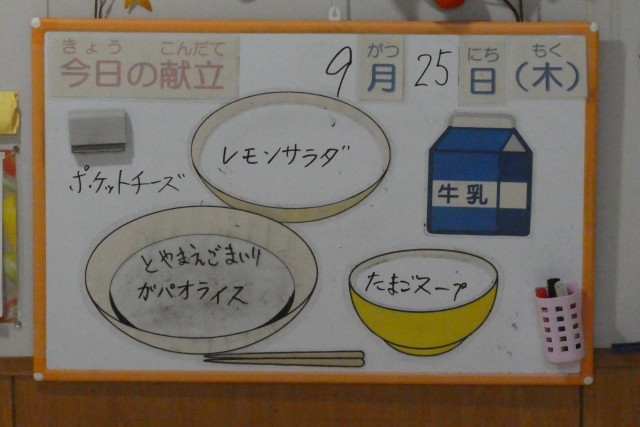 きょう こんだて がつ にち もく
今日の献立 9月25日(木)
レモンサラダ
ポケットチーズ
牛乳
とやまえごまいり
ガパオライス
たまごスープ